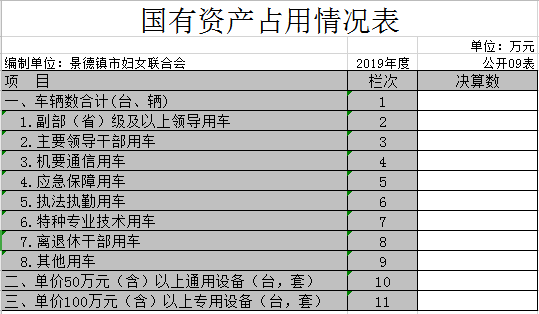 国有资产占用情况表
单位：万元
编制单位：景德镇市妇女联合会 2019年度 公开09表
项 目 栏次 决算数
一、车辆数合计(台、辆) 1
1.副部（省）级及以上领导用车 2
2.主要领导干部用车 3
3.机要通信用车 4
4.应急保障用车 5
5.执法执勤用车 6
6.特种专业技术用车 7
7.离退休干部用车 8
8.其他用车 9
二、单价50万元（含）以上通用设备（台，套） 10
三、单价100万元（含）以上专用设备（台，套） 11